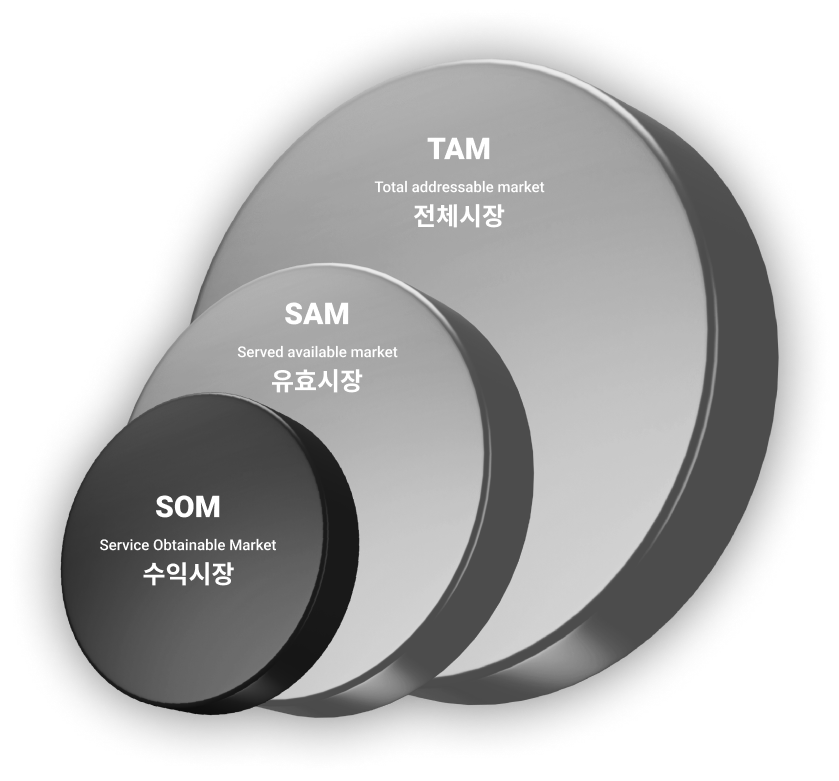 TAM
Total addressable market
전체시장
SAM
Served available market
유효시장
SOM
Service Obtainable Market
수익시장